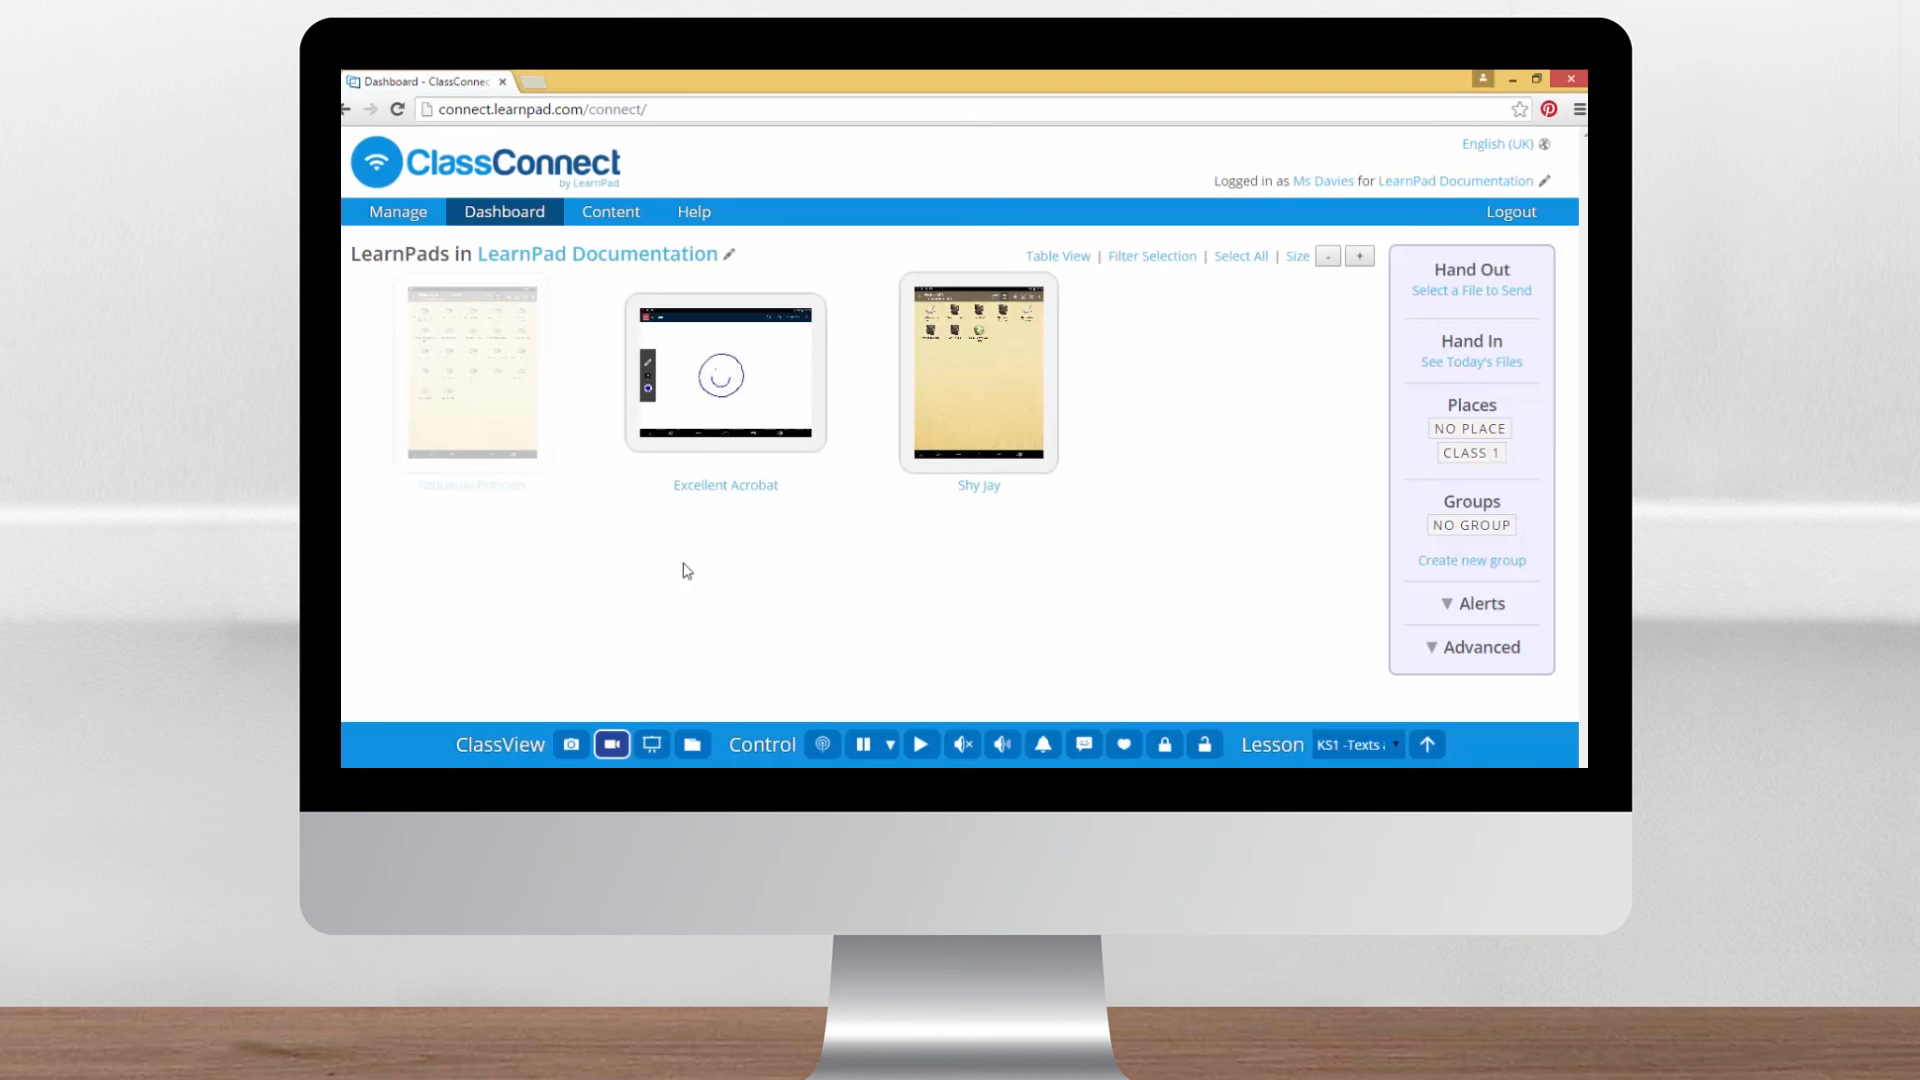 Dashboard - ClassConnec
connect.learnpad.com/connect/
ClassConnect
by LearnPad
English (UK)
Logged in as Ms Davies for LearnPad Documentation
Manage Dashboard Content Help Logout
LearnPads in LearnPad Documentation
Table View | Filter Selection | Select All | Size - +
Excellent Acrobat
Shy Jay
Hand Out
Select a File to Send
Hand In
See Today's Files
Places
NO PLACE
CLASS 1
Groups
NO GROUP
Create new group
Alerts
Advanced
ClassView Control Lesson KS1 -Texts